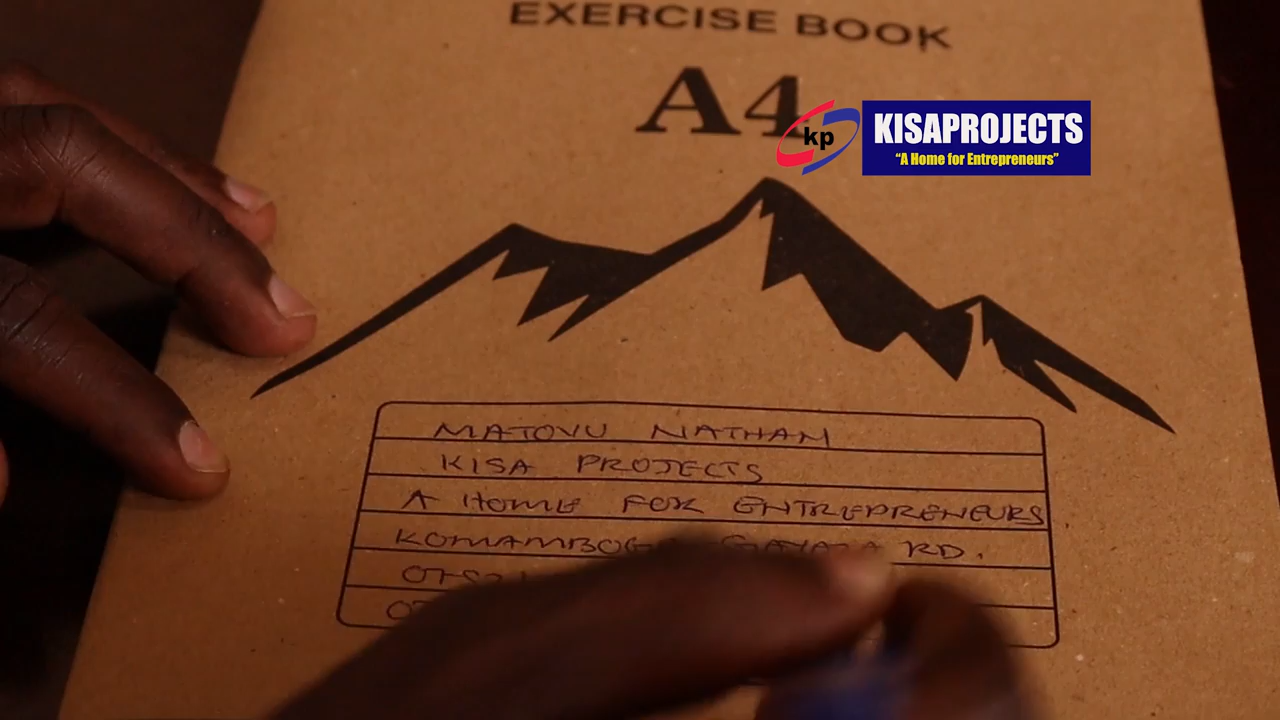 EXERCISE BOOK
A4
kp
KISAPROJECTS
"A Home for Entrepreneurs"
MATOVU NATHAN
KISA PROJECTS
A HOME FOR ENTREPRENEURS
RD.